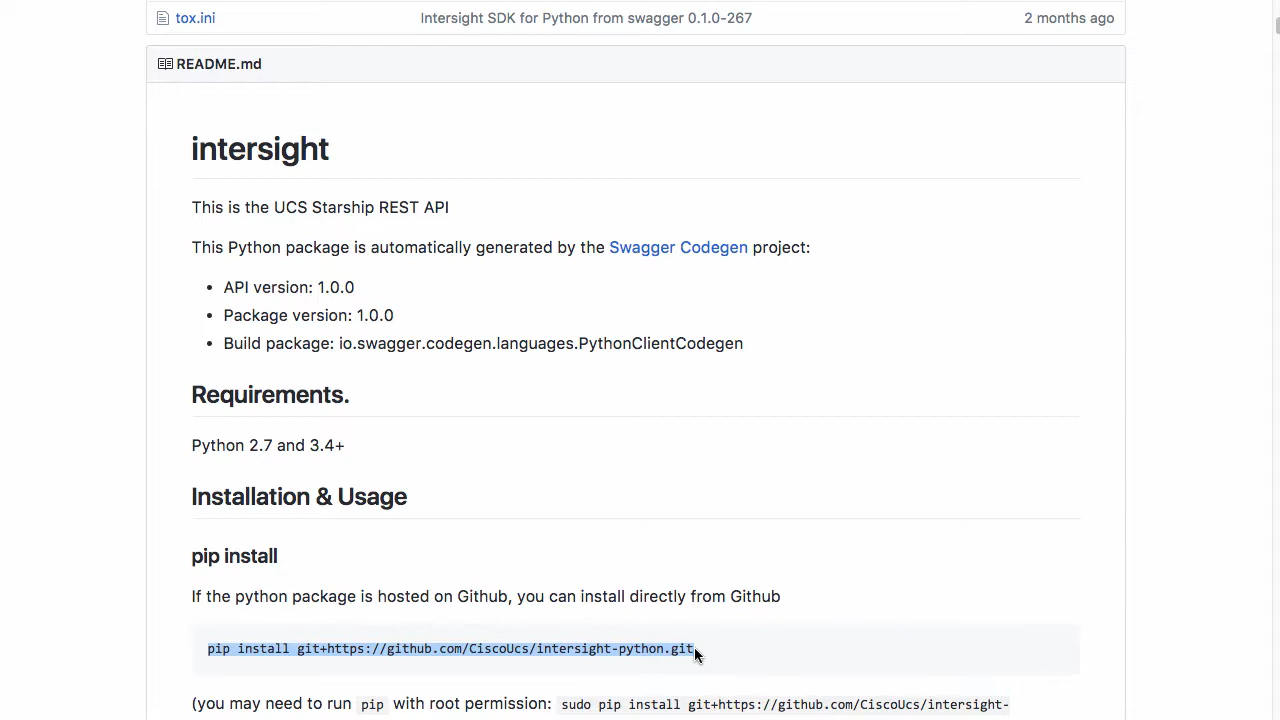 tox.ini Intersight SDK for Python from swagger 0.1.0-267 2 months ago
README.md
intersight
This is the UCS Starship REST API
This Python package is automatically generated by the Swagger Codegen project:
• API version: 1.0.0
• Package version: 1.0.0
• Build package: io.swagger.codegen.languages.PythonClientCodegen
Requirements.
Python 2.7 and 3.4+
Installation & Usage
pip install
If the python package is hosted on Github, you can install directly from Github
pip install git+https://github.com/CiscoUcs/intersight-python.git
(you may need to run pip with root permission: sudo pip install git+https://github.com/CiscoUcs/intersight-